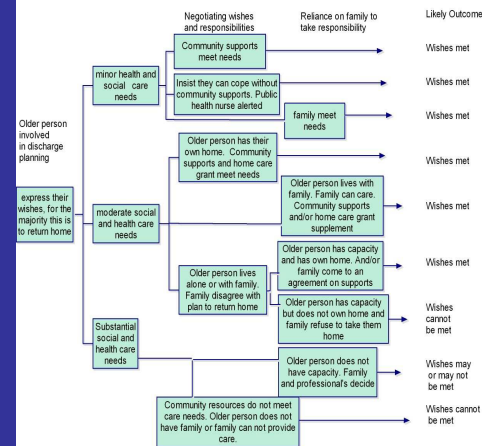 Negotiating wishes
and responsibilities
Reliance on family to
take responsibility
Likely Outcome
Community supports
meet needs
Wishes met
minor health and
social care
needs
Insist they can cope without
community supports. Public
health nurse alerted
Wishes met
family meet
needs
Wishes met
Older person
involved
in discharge
planning
Older person has their
own home. Community
supports and home care
grant meet needs
Wishes met
express their
wishes, for the
majority this is
to return home
moderate social
and health care
needs
Older person lives with
family. Family can care.
Community supports
and/or home care grant
supplement
Wishes met
Older person lives
alone or with family.
Family disagree with
plan to return home
Older person has capacity
and has own home. And/or
family come to an
agreement on supports
Wishes met
Older person has capacity
but does not own home and
family refuse to take them
home
Wishes
cannot
be met
Substantial
social and
health care
needs
Older person does not
have capacity. Family
and professional's decide
Wishes may
or may not
be met
Community resources do not meet
care needs. Older person does not
have family or family can not provide
care.
Wishes cannot
be met